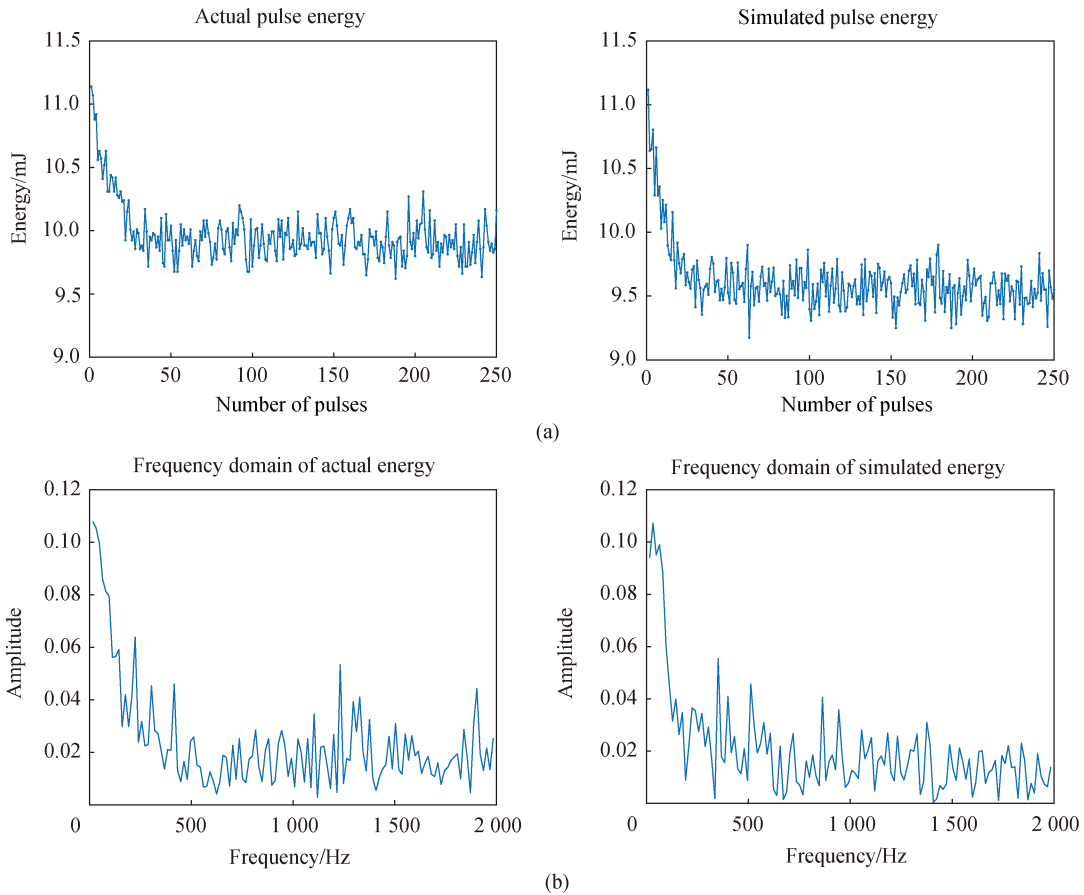 Actual pulse energy
11.5
11.0
10.5
10.0
9.5
9.0
Energy/mJ
0 50 100 150 200 250
Number of pulses
Simulated pulse energy
11.5
11.0
10.5
10.0
9.5
9.0
Energy/mJ
0 50 100 150 200 250
Number of pulses
(a)
Frequency domain of actual energy
0.12
0.10
0.08
0.06
0.04
0.02
Amplitude
0 500 1 000 1 500 2 000
Frequency/Hz
Frequency domain of simulated energy
0.12
0.10
0.08
0.06
0.04
0.02
Amplitude
0 500 1 000 1 500 2 000
Frequency/Hz
(b)